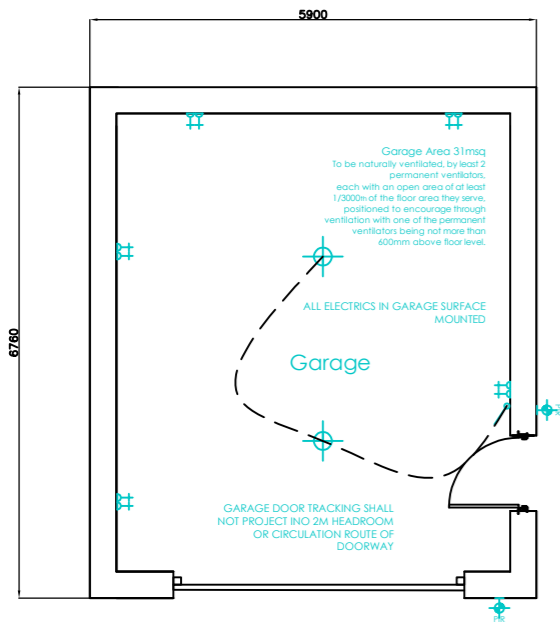 5900
6760
Garage Area 31msq
To be naturally ventilated, by least 2
permanent ventilators,
each with an open area of at least
1/3000m of the floor area they serve,
positioned to encourage through
ventilation with one of the permanent
ventilators being not more than
600mm above floor level.
ALL ELECTRICS IN GARAGE SURFACE
MOUNTED
Garage
GARAGE DOOR TRACKING SHALL
NOT PROJECT INO 2M HEADROOM
OR CIRCULATION ROUTE OF
DOORWAY
PIR